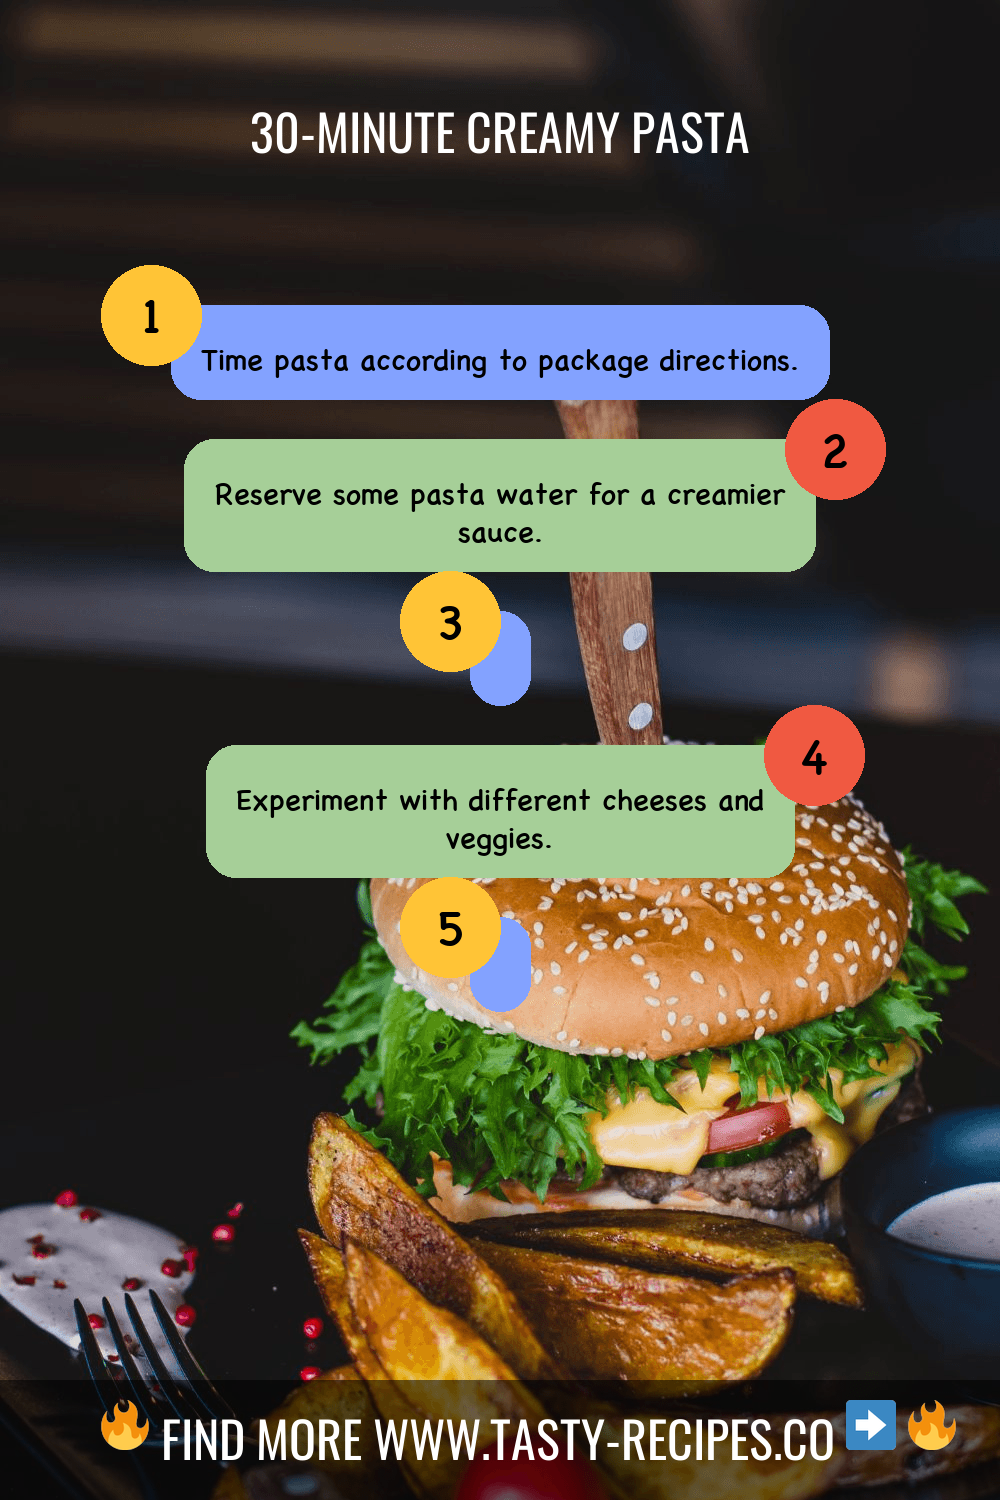 30-MINUTE CREAMY PASTA
1
Time pasta according to package directions.
2
Reserve some pasta water for a creamier
sauce.
3
4
Experiment with different cheeses and
veggies.
5
FIND MORE WWW.TASTY-RECIPES.CO